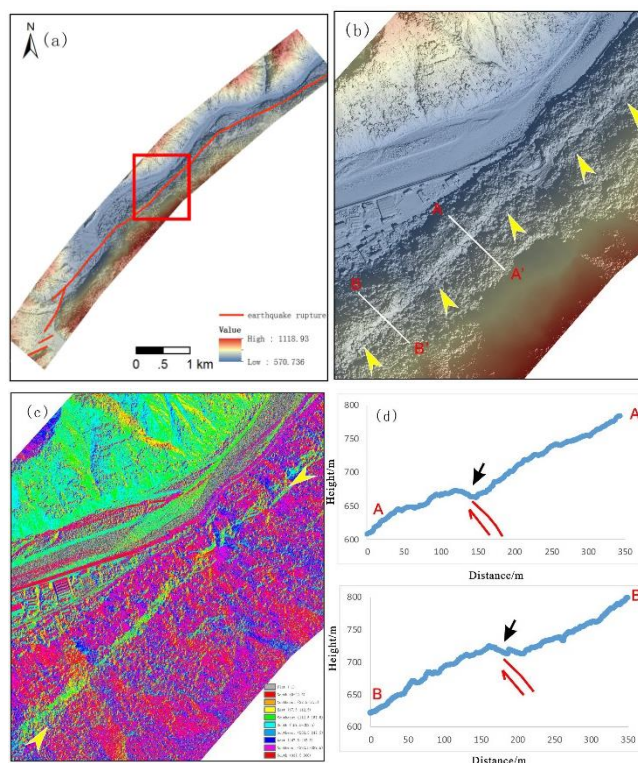 (a)
N
earthquake rupture
Value
High : 1118.93
Low : 570.736
0 .5 1 km
(b)
A
A'
B
B'
(c)
(d)
800
750
700
650
600
Height/m
A
A
0 50 100 150 200 250 300 350
Distance/m
800
750
700
650
600
Height/m
B
B
0 50 100 150 200 250 300 350
Distance/m